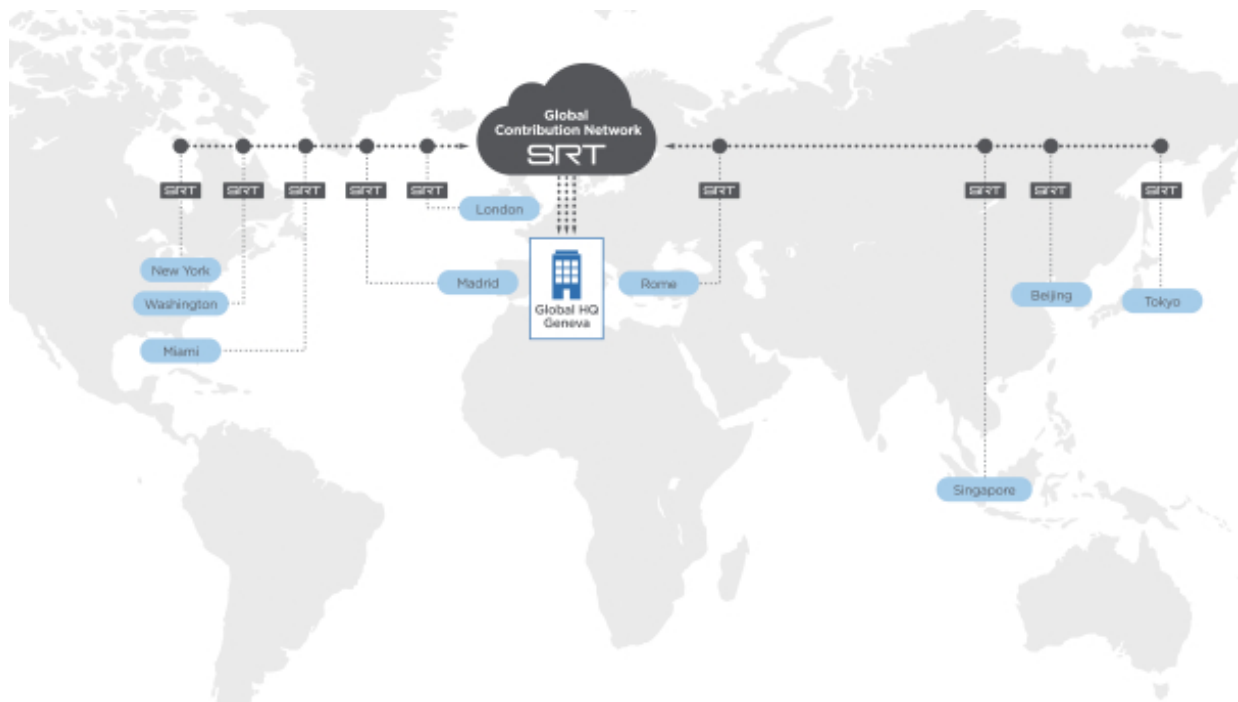 Global
Contribution Network
SRT
SRT
SRT
SRT
SRT
SRT
SRT
SRT
SRT
SRT
London
New York
Washington
Miami
Madrid
Global HQ
Geneva
Rome
Beijing
Tokyo
Singapore